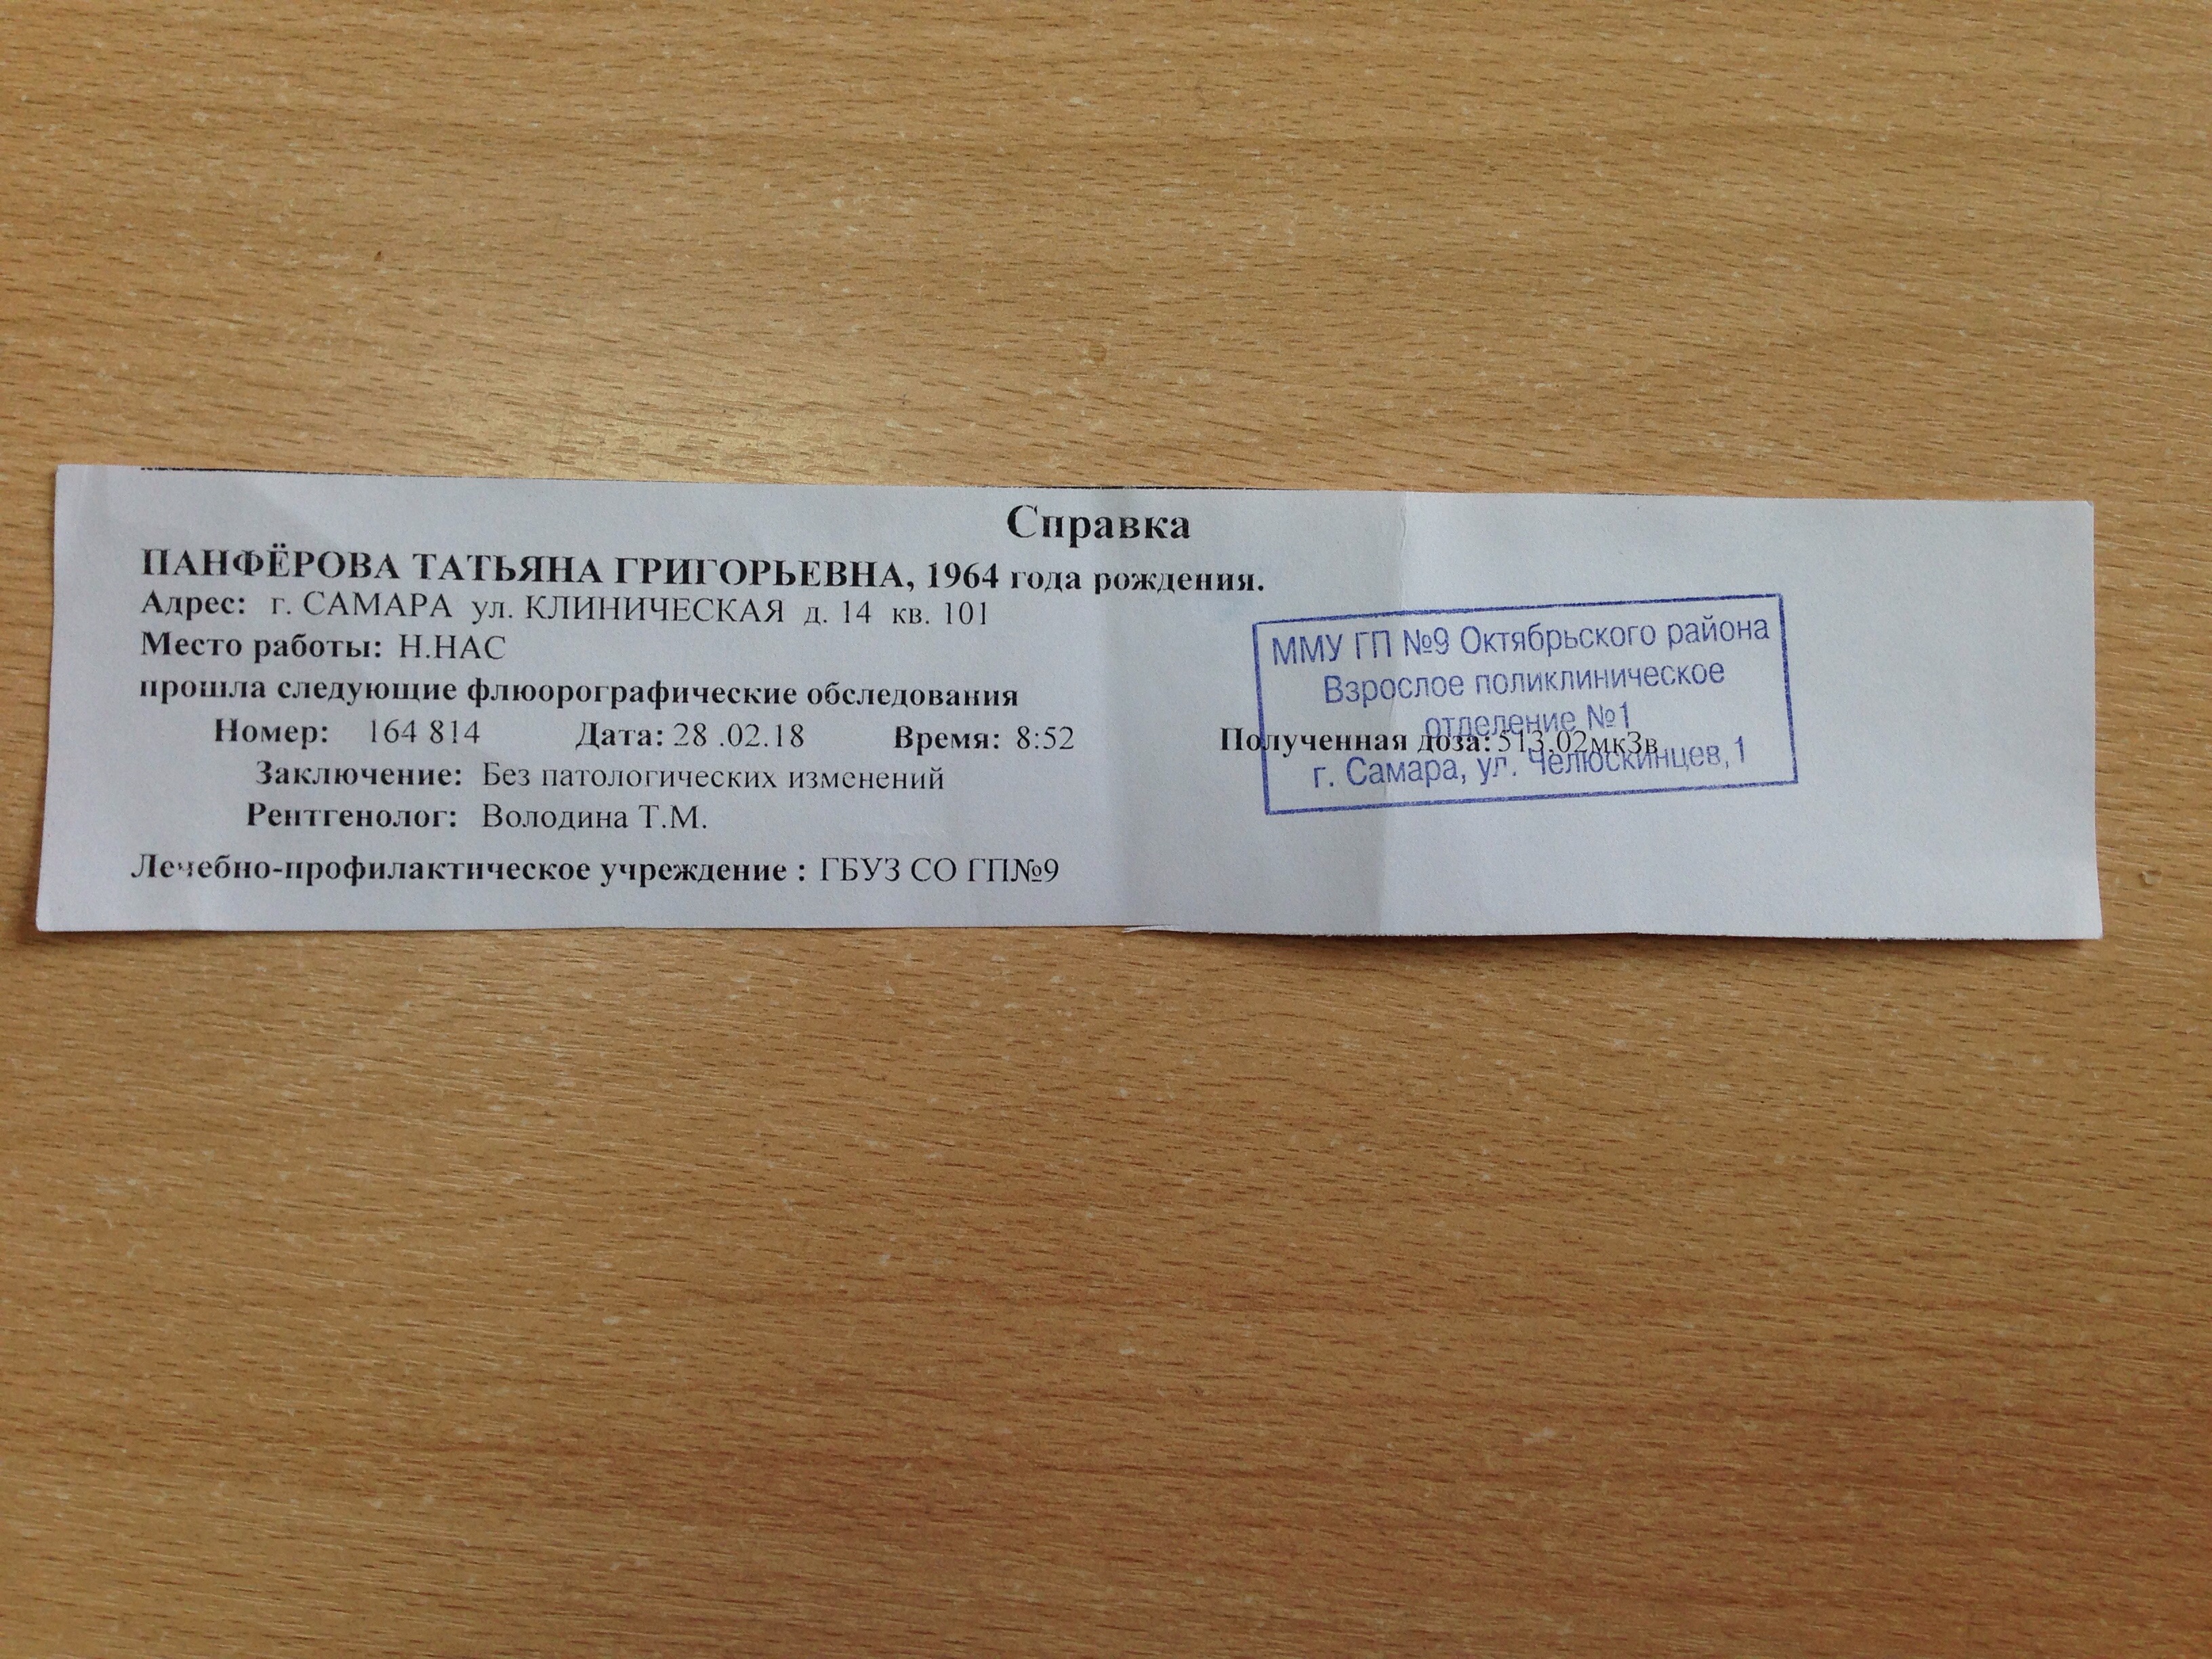 Справка
ПАНФЁРОВА ТАТЬЯНА ГРИГОРЬЕВНА, 1964 года рождения.
Адрес: г. САМАРА ул. КЛИНИЧЕСКАЯ д. 14 кв. 101
Место работы: Н.НАС
прошла следующие флюорографические обследования
Номер: 164 814 Дата: 28 .02.18 Время: 8:52 Полученная доза: 513.02мкЗв
Заключение: Без патологических изменений
Рентгенолог: Володина Т.М.
Лечебно-профилактическое учреждение : ГБУЗ СО ГП№9
ММУ ГП №9 Октябрьского района
Взрослое поликлиническое
отделение №1
г. Самара, ул. Челюскинцев, 1